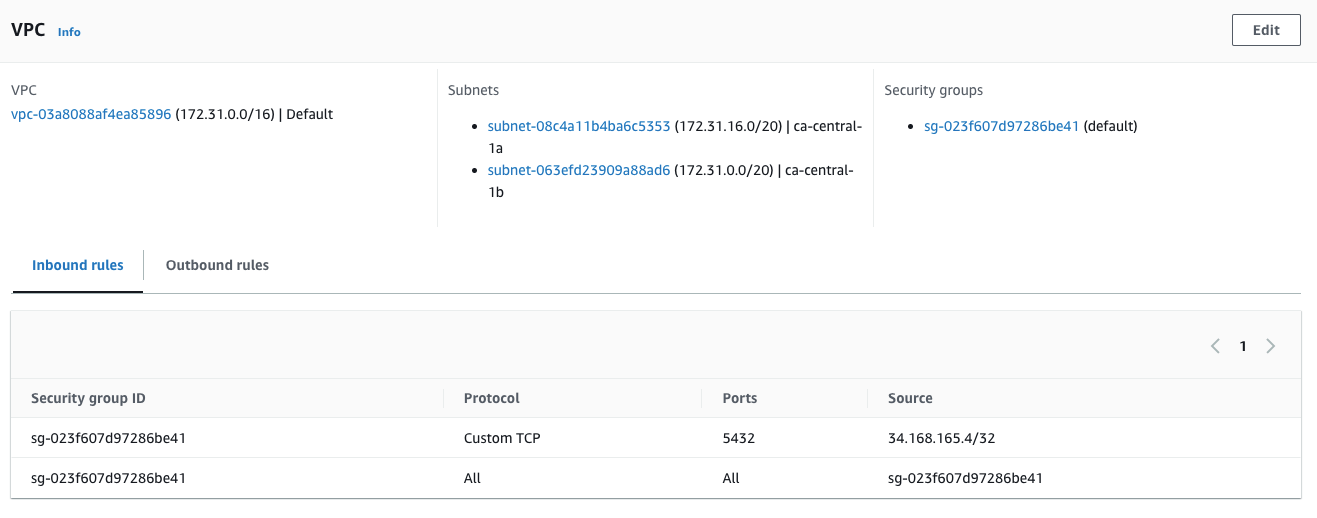 VPC Info
Edit
VPC
vpc-03a8088af4ea85896 (172.31.0.0/16) | Default
Subnets
• subnet-08c4a11b4ba6c5353 (172.31.16.0/20) | ca-central-
1a
• subnet-063efd23909a88ad6 (172.31.0.0/20) | ca-central-
1b
Security groups
• sg-023f607d97286be41 (default)
Inbound rules Outbound rules
1
Security group ID Protocol Ports Source
sg-023f607d97286be41 Custom TCP 5432 34.168.165.4/32
sg-023f607d97286be41 All All sg-023f607d97286be41